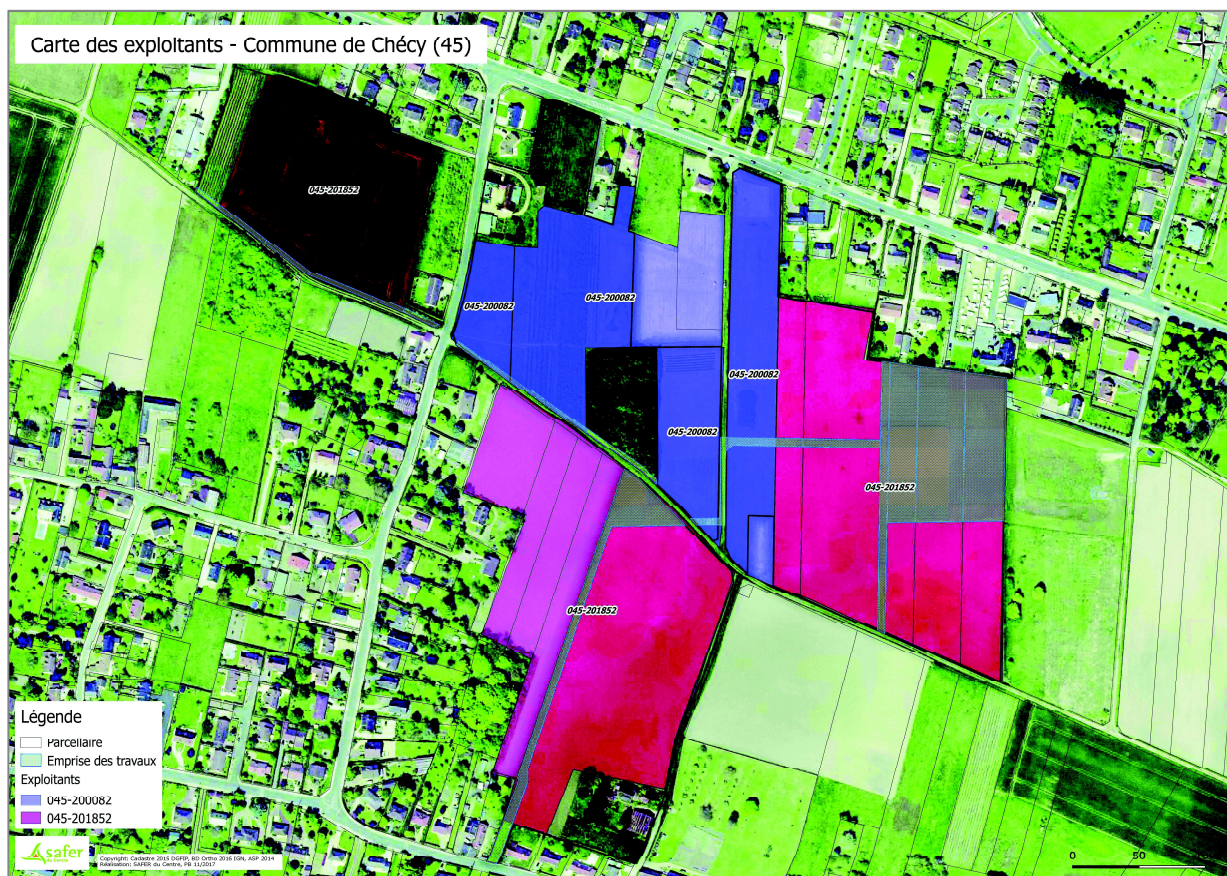 Carte des exploitants - Commune de Chécy (45)
045-201852
045-200082
045-200082
045-200082
045-200082
045-201852
045-201852
Légende
Parcellaire
Emprise des travaux
Exploitants
045-200082
045-201852
safer
Copyright: Cadastre 2015 DGFIP, BD Ortho 2016 IGN, ASP 2014
Réalisation: SAFER du Centre, PB 11/2017
0 50